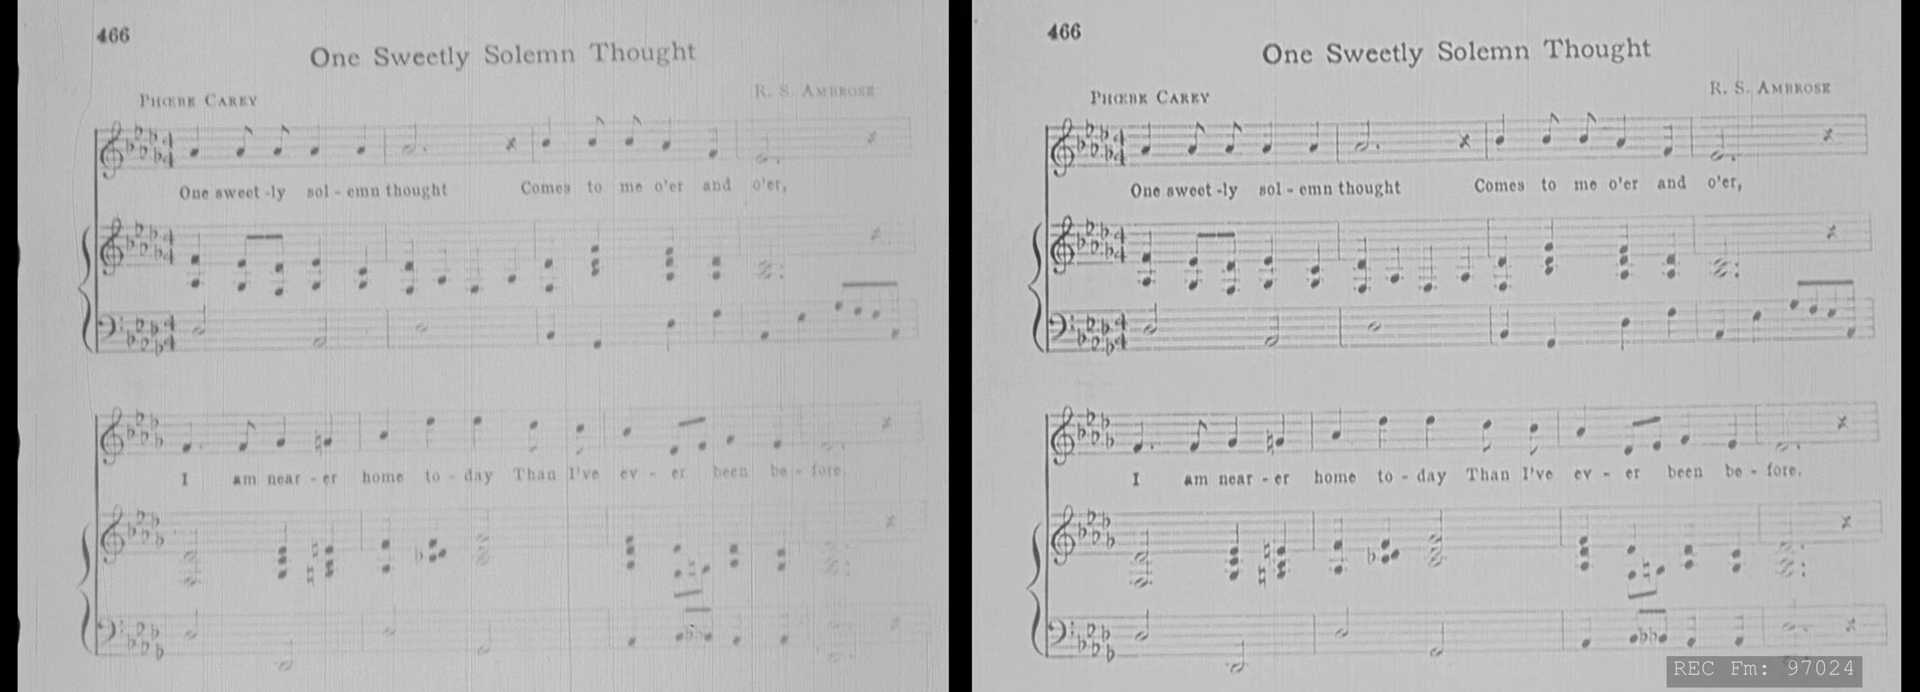 466
One Sweetly Solemn Thought
PHŒBE CAREY
R. S. AMBROSE
One sweet-ly sol-emn thought Comes to me o'er and o'er,
I am near-er home to-day Than I've ev-er been be-fore.
466
One Sweetly Solemn Thought
PHŒBE CAREY
R. S. AMBROSE
One sweet-ly sol-emn thought Comes to me o'er and o'er,
I am near-er home to-day Than I've ev-er been be-fore.
REC Fm: 97024